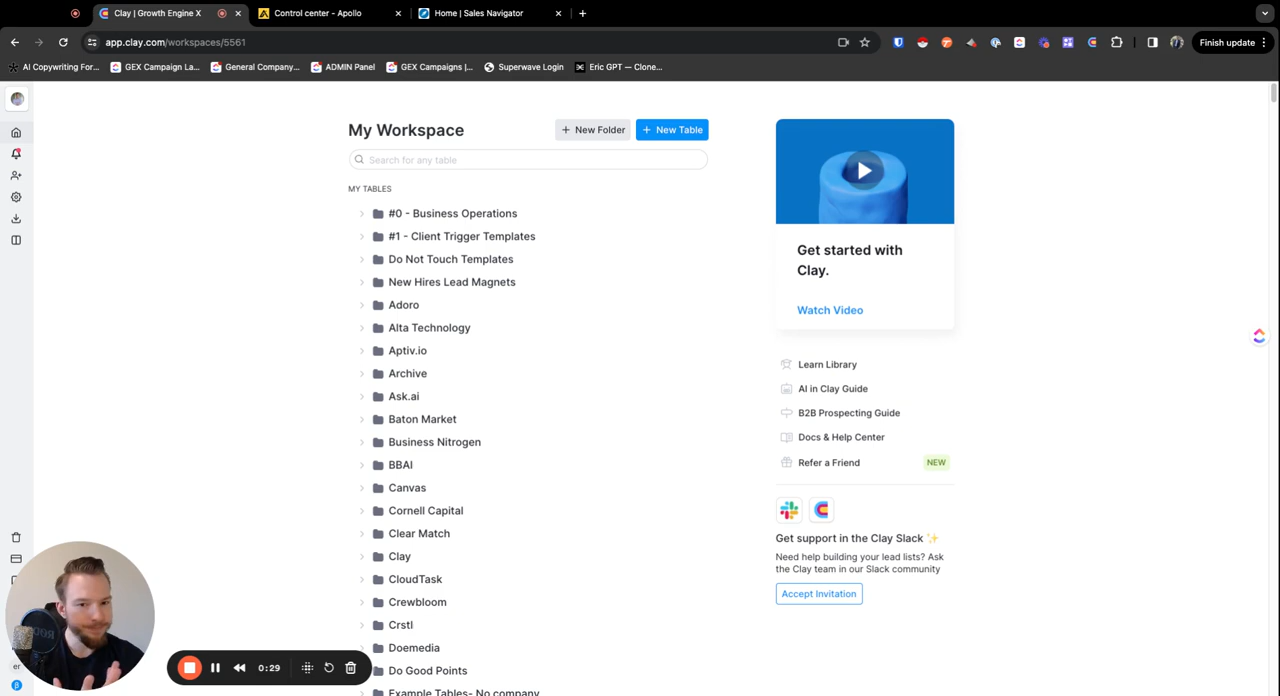 Clay | Growth Engine X
Control center - Apollo
Home | Sales Navigator
app.clay.com/workspaces/5561
Finish update
AI Copywriting For...
GEX Campaign La...
General Company...
ADMIN Panel
GEX Campaigns |...
Superwave Login
Eric GPT — Clone...
My Workspace
+ New Folder
+ New Table
Search for any table
MY TABLES
#0 - Business Operations
#1 - Client Trigger Templates
Do Not Touch Templates
New Hires Lead Magnets
Adoro
Alta Technology
Aptiv.io
Archive
Ask.ai
Baton Market
Business Nitrogen
BBAI
Canvas
Cornell Capital
Clear Match
Clay
CloudTask
Crewbloom
Crstl
Doemedia
Do Good Points
Example Tables- No company
Get started with
Clay.
Watch Video
Learn Library
AI in Clay Guide
B2B Prospecting Guide
Docs & Help Center
Refer a Friend
NEW
Get support in the Clay Slack ✨
Need help building your lead lists? Ask
the Clay team in our Slack community
Accept Invitation
0:29